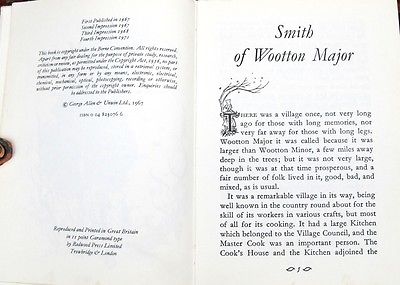 First Published in 1967
Second Impression 1967
Third Impression 1968
Fourth Impression 1972
This book is copyright under the Berne Convention. All rights reserved.
Apart from any fair dealing for the purpose of private study, research,
criticism or review, as permitted under the Copyright Act, 1956, no part
of this publication may be reproduced, stored in a retrieval system, or
transmitted, in any form or by any means, electronic, electrical,
chemical, mechanical, optical, photocopying, recording or otherwise,
without prior permission of the copyright owner. Enquiries should
be addressed to the Publishers.
© George Allen & Unwin Ltd., 1967
ISBN 0 04 823076 6
Reproduced and Printed in Great Britain
in 12 point Garamond type
by Redwood Press Limited
Trowbridge & London
Smith
of Wootton Major
THERE was a village once, not very long
ago for those with long memories, not
very far away for those with long legs.
Wootton Major it was called because it was
larger than Wootton Minor, a few miles
away deep in the trees; but it was not very large,
though it was at that time prosperous, and a
fair number of folk lived in it, good, bad, and
mixed, as is usual.
It was a remarkable village in its way, being
well known in the country round about for the
skill of its workers in various crafts, but most
of all for its cooking. It had a large Kitchen
which belonged to the Village Council, and the
Master Cook was an important person. The
Cook's House and the Kitchen adjoined the
1